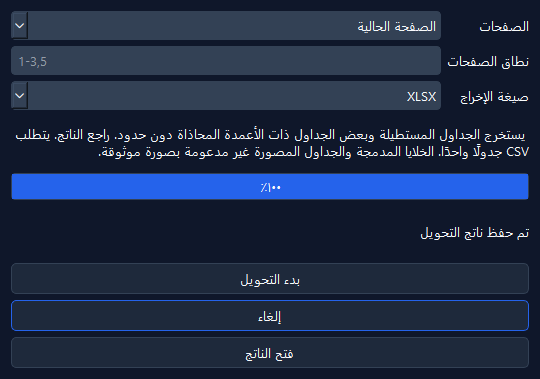 الصفحات
الصفحة الحالية
نطاق الصفحات
1-3,5
صيغة الإخراج
XLSX
يستخرج الجداول المستطيلة وبعض الجداول ذات الأعمدة المحاذاة دون حدود. راجع الناتج. يتطلب
CSV جدولًا واحدًا. الخلايا المدمجة والجداول المصورة غير مدعومة بصورة موثوقة.
١٠٠٪
تم حفظ ناتج التحويل
بدء التحويل
إلغاء
فتح الناتج